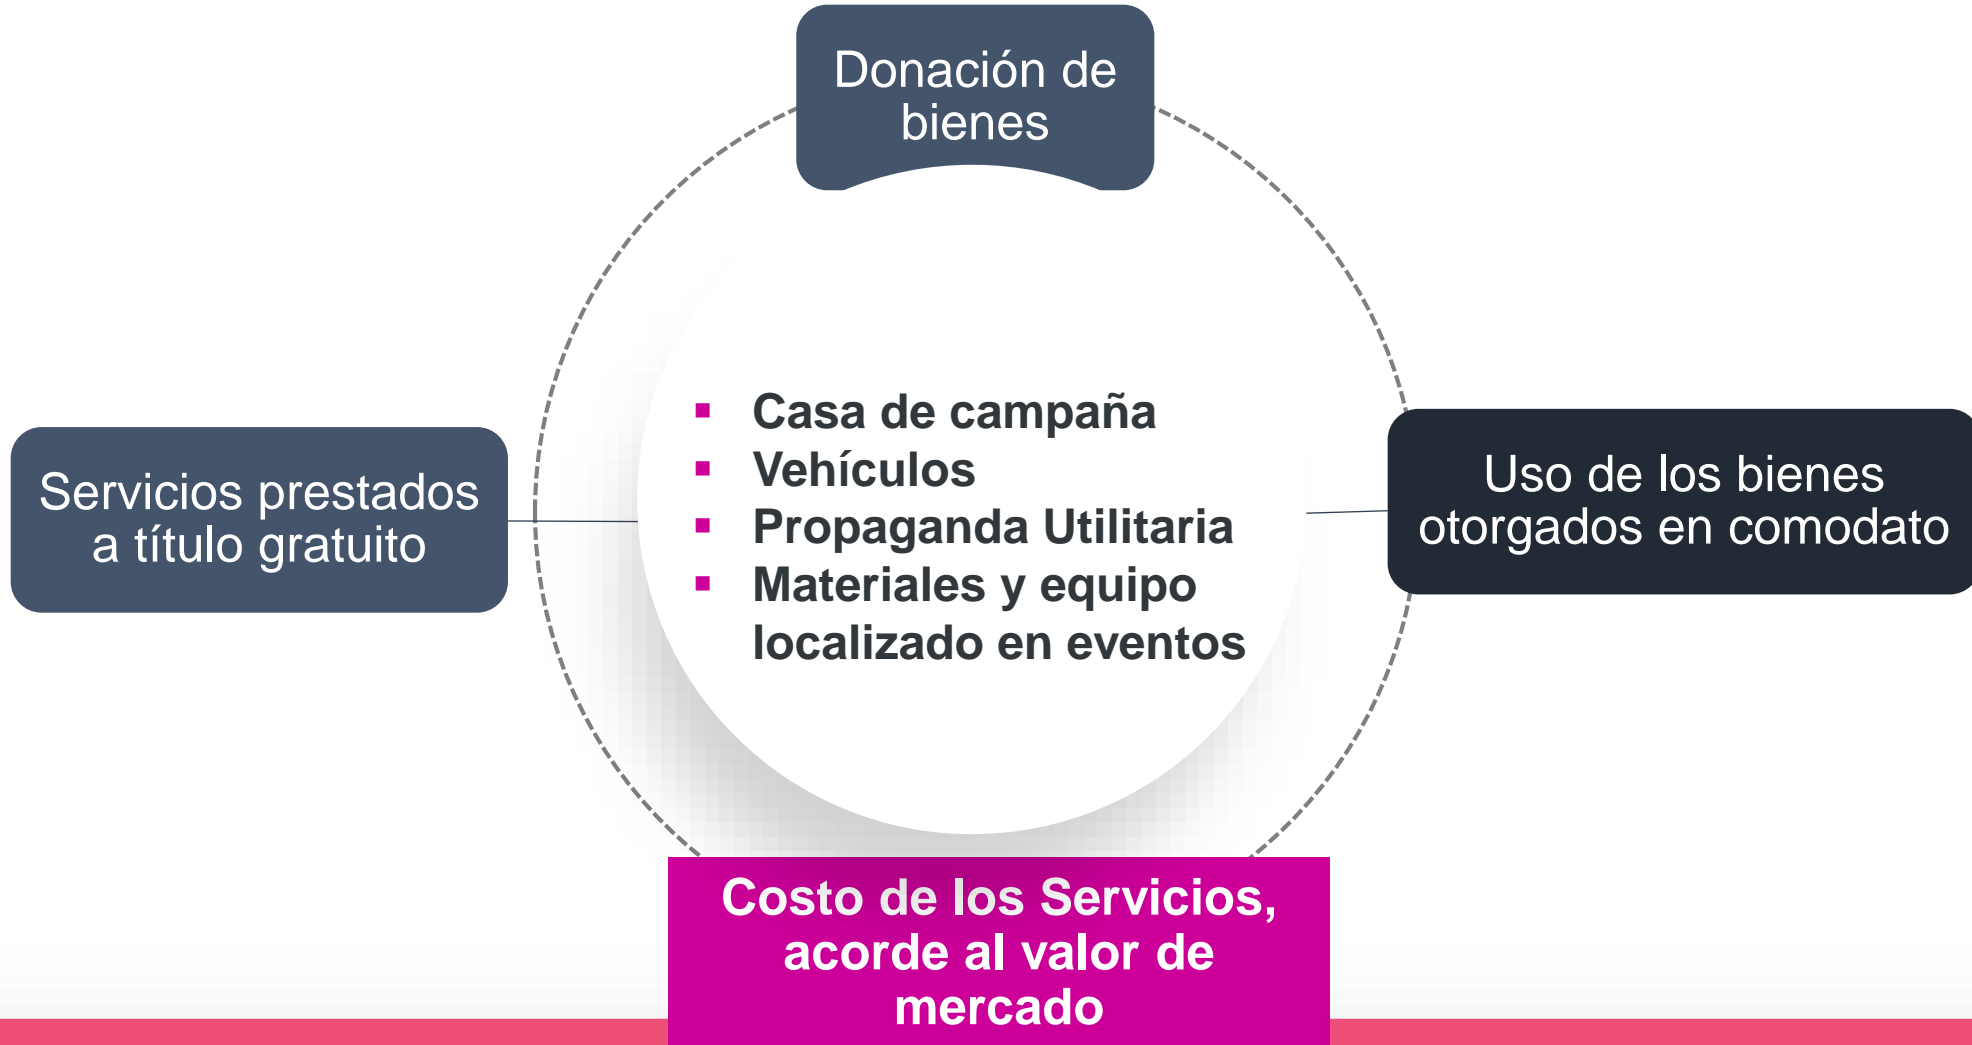 Donación de
bienes
Servicios prestados
a título gratuito
▪ Casa de campaña
▪ Vehículos
▪ Propaganda Utilitaria
▪ Materiales y equipo
localizado en eventos
Uso de los bienes
otorgados en comodato
Costo de los Servicios,
acorde al valor de
mercado